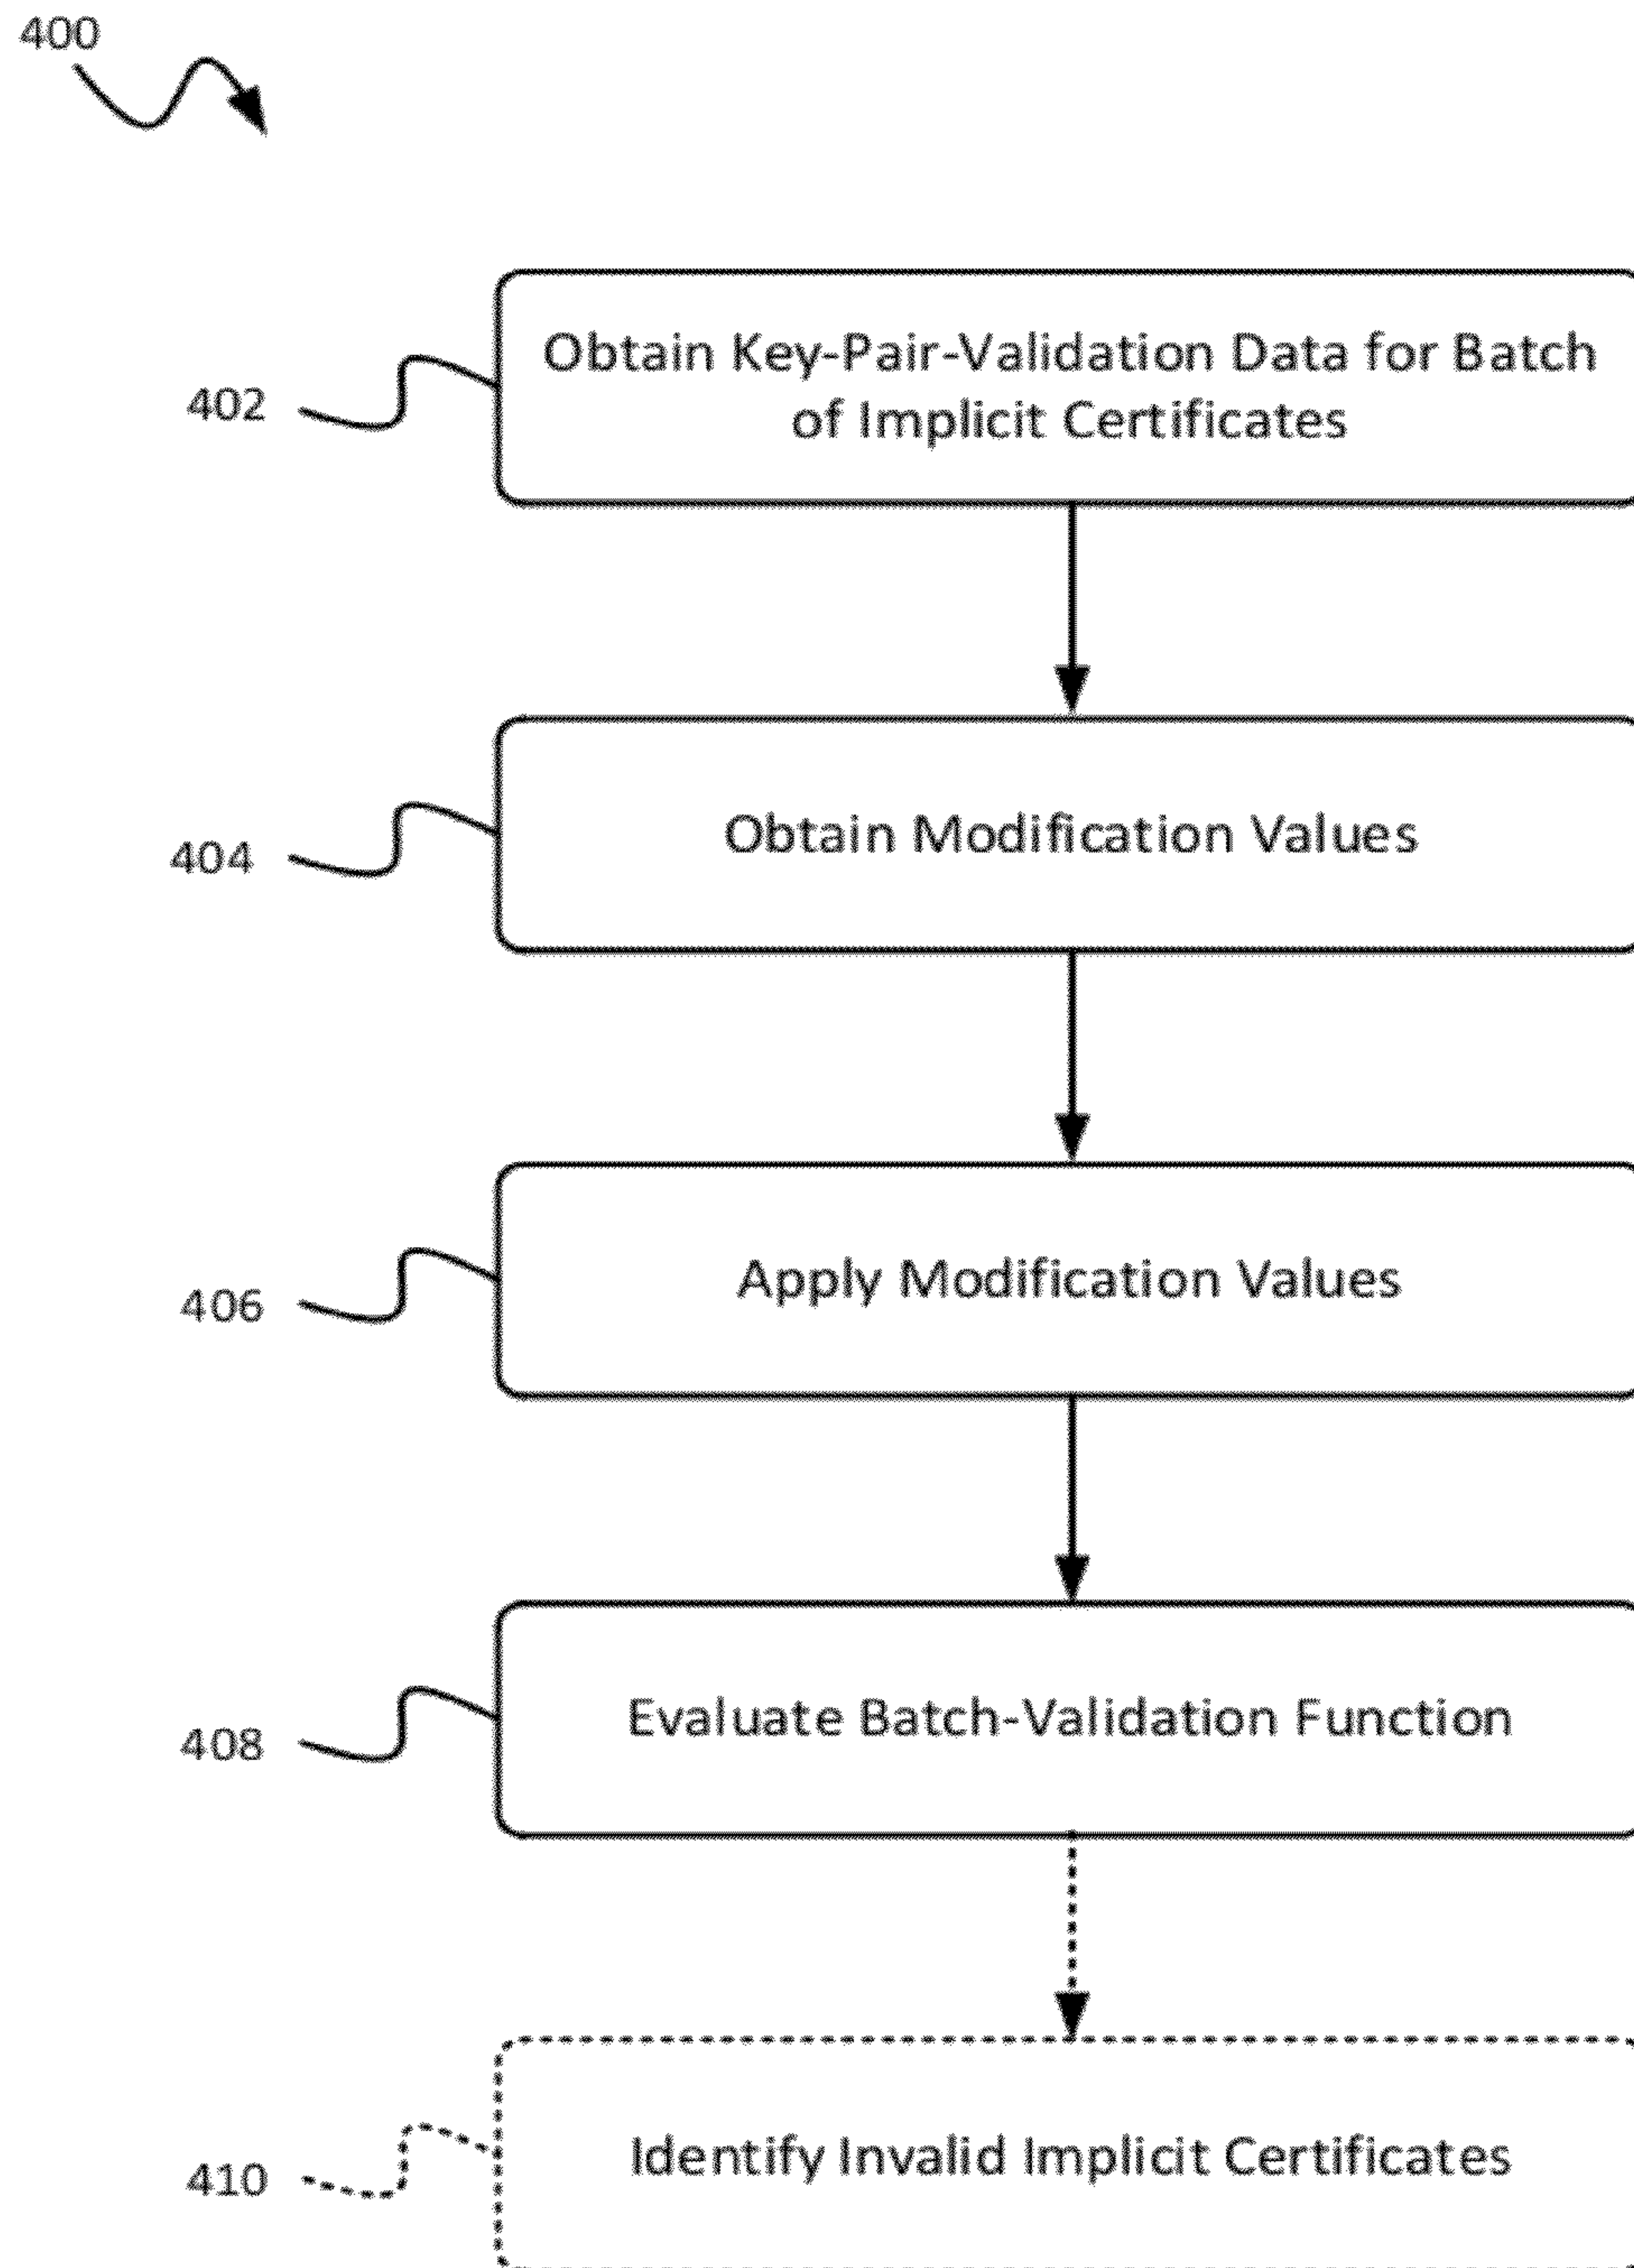 400
402
Obtain Key-Pair-Validation Data for Batch
of Implicit Certificates
404
Obtain Modification Values
406
Apply Modification Values
408
Evaluate Batch-Validation Function
410
Identify Invalid Implicit Certificates